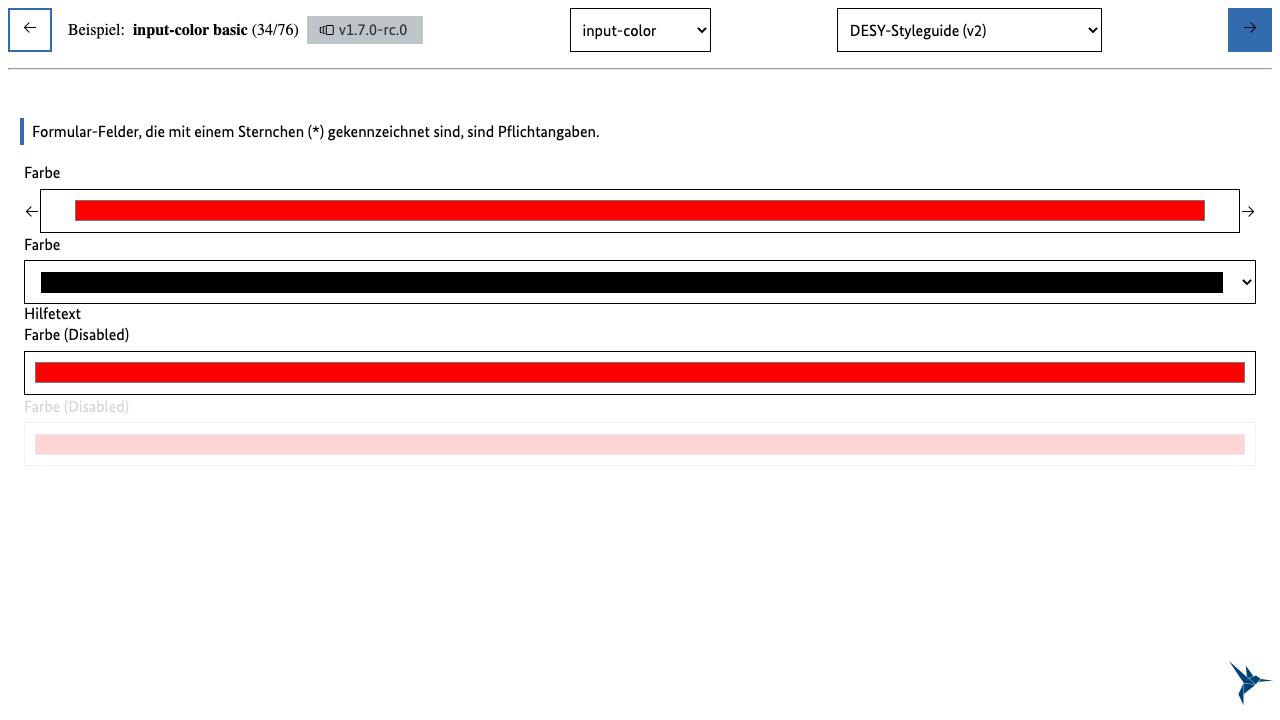 Beispiel: input-color basic (34/76) v1.7.0-rc.0 input-color DESY-Styleguide (v2)
Formular-Felder, die mit einem Sternchen (*) gekennzeichnet sind, sind Pflichtangaben.
Farbe
Farbe
Hilfetext
Farbe (Disabled)
Farbe (Disabled)